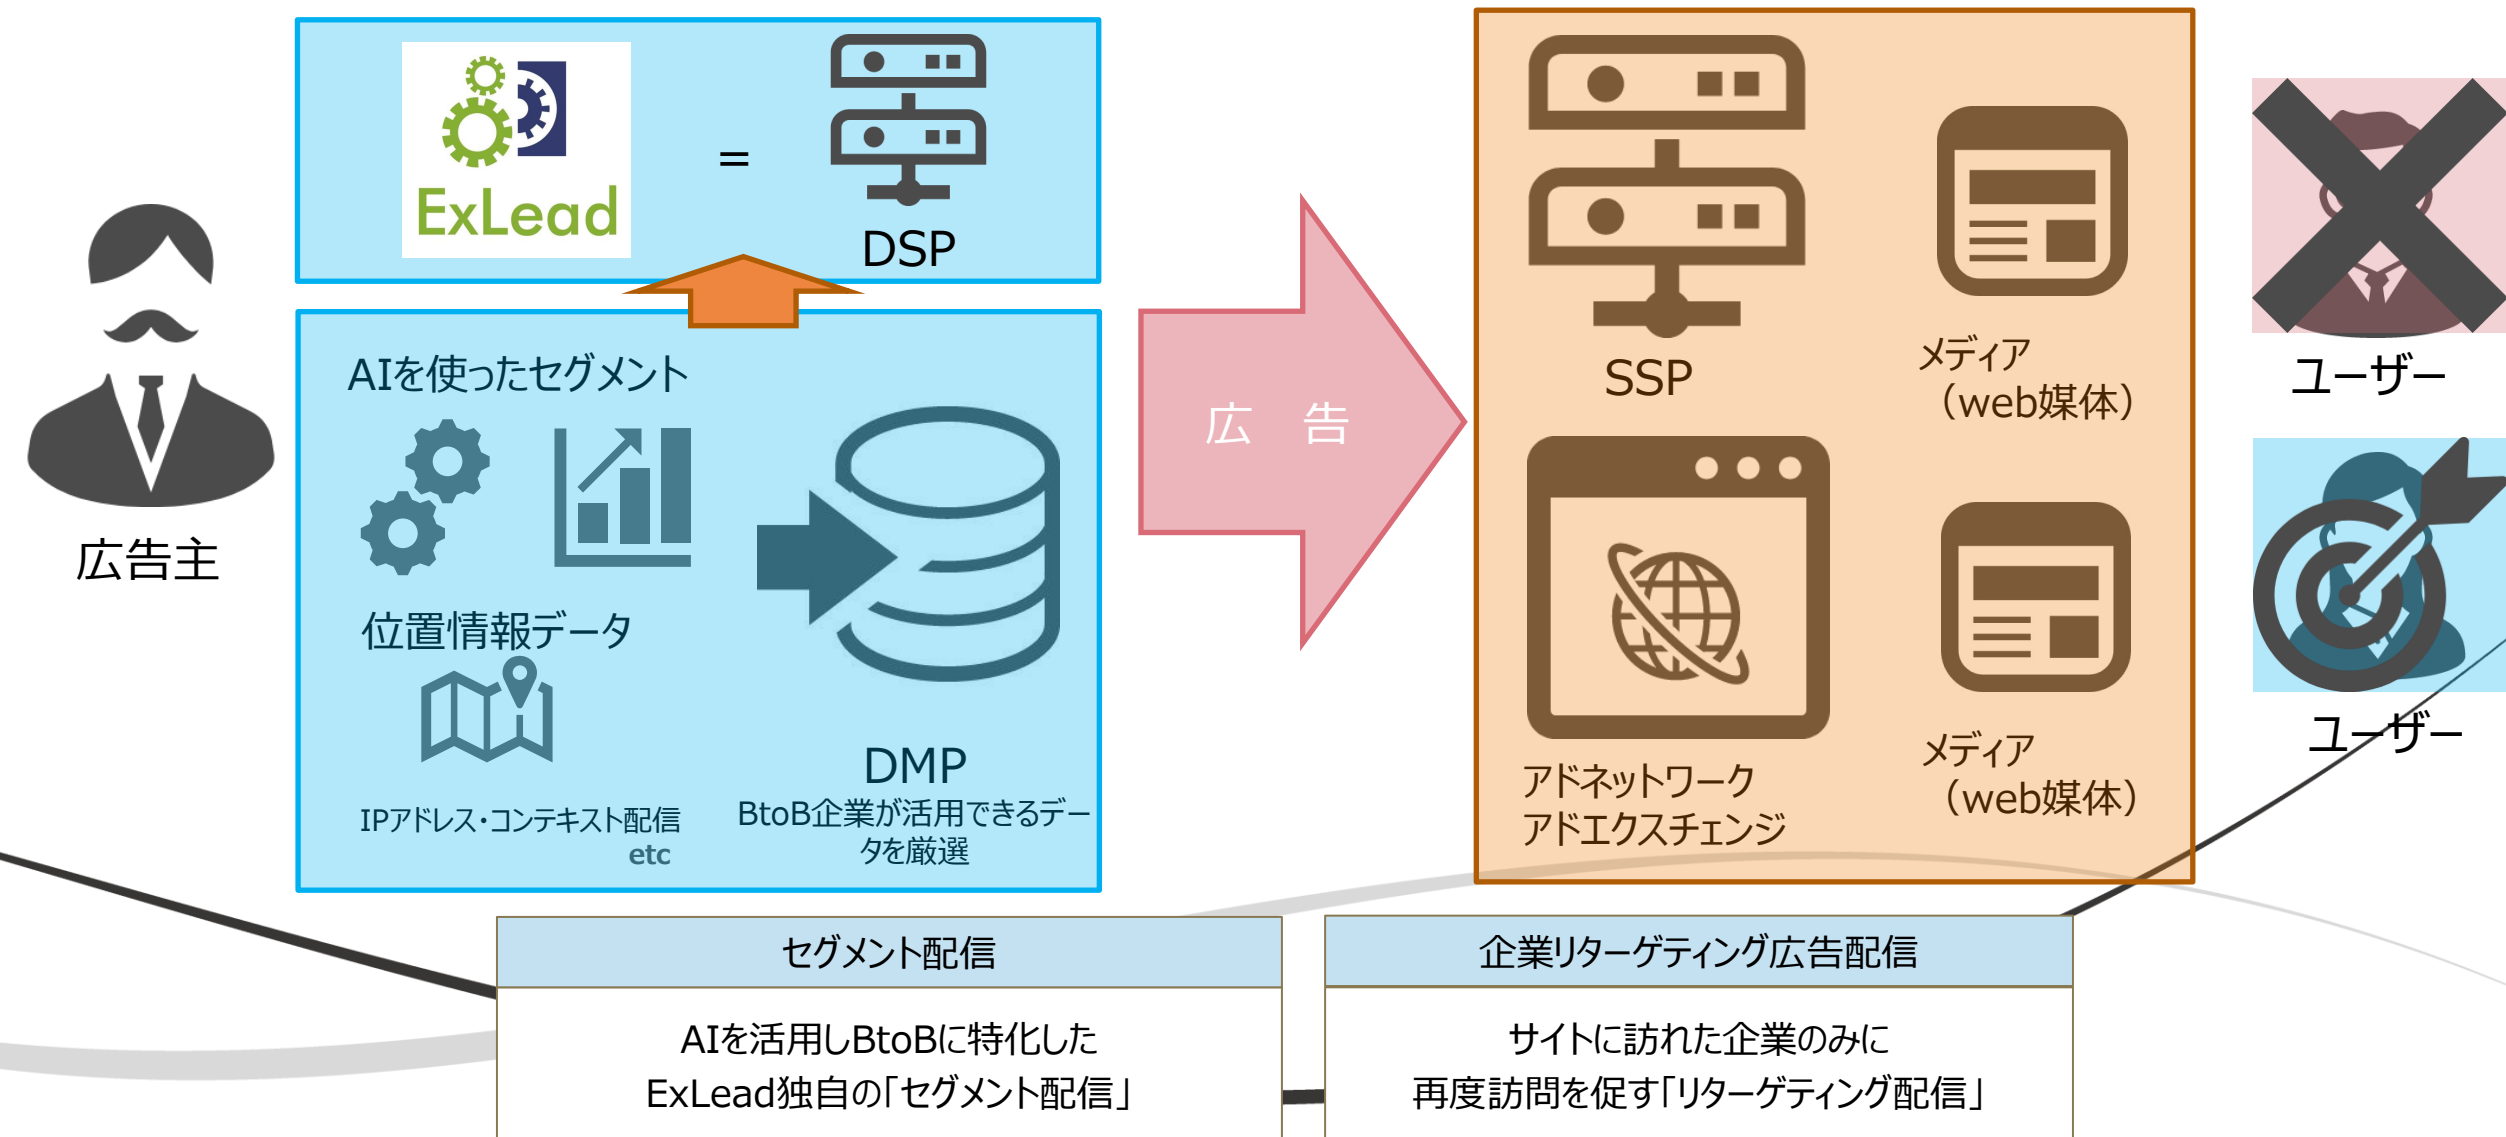 ExLead
=
DSP
広告主
AIを使ったセグメント
位置情報データ
IPアドレス・コンテキスト配信
etc
DMP
BtoB企業が活用できるデー
タを厳選
広 告
SSP
メディア
（web媒体）
アドネットワーク
アドエクスチェンジ
メディア
（web媒体）
ユーザー
ユーザー
セグメント配信
AIを活用しBtoBに特化した
ExLead独自の「セグメント配信」
企業リターゲティング広告配信
サイトに訪れた企業のみに
再度訪問を促す「リターゲティング配信」